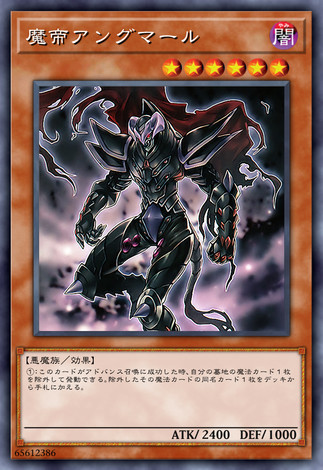 魔帝アングマール
やみ
闇
【悪魔族／効果】
①：このカードがアドバンス召喚に成功した時、自分の墓地の魔法カード１枚
を除外して発動できる。除外したその魔法カードの同名カード１枚をデッキか
ら手札に加える。
ATK/ 2400 DEF/1000
65612386